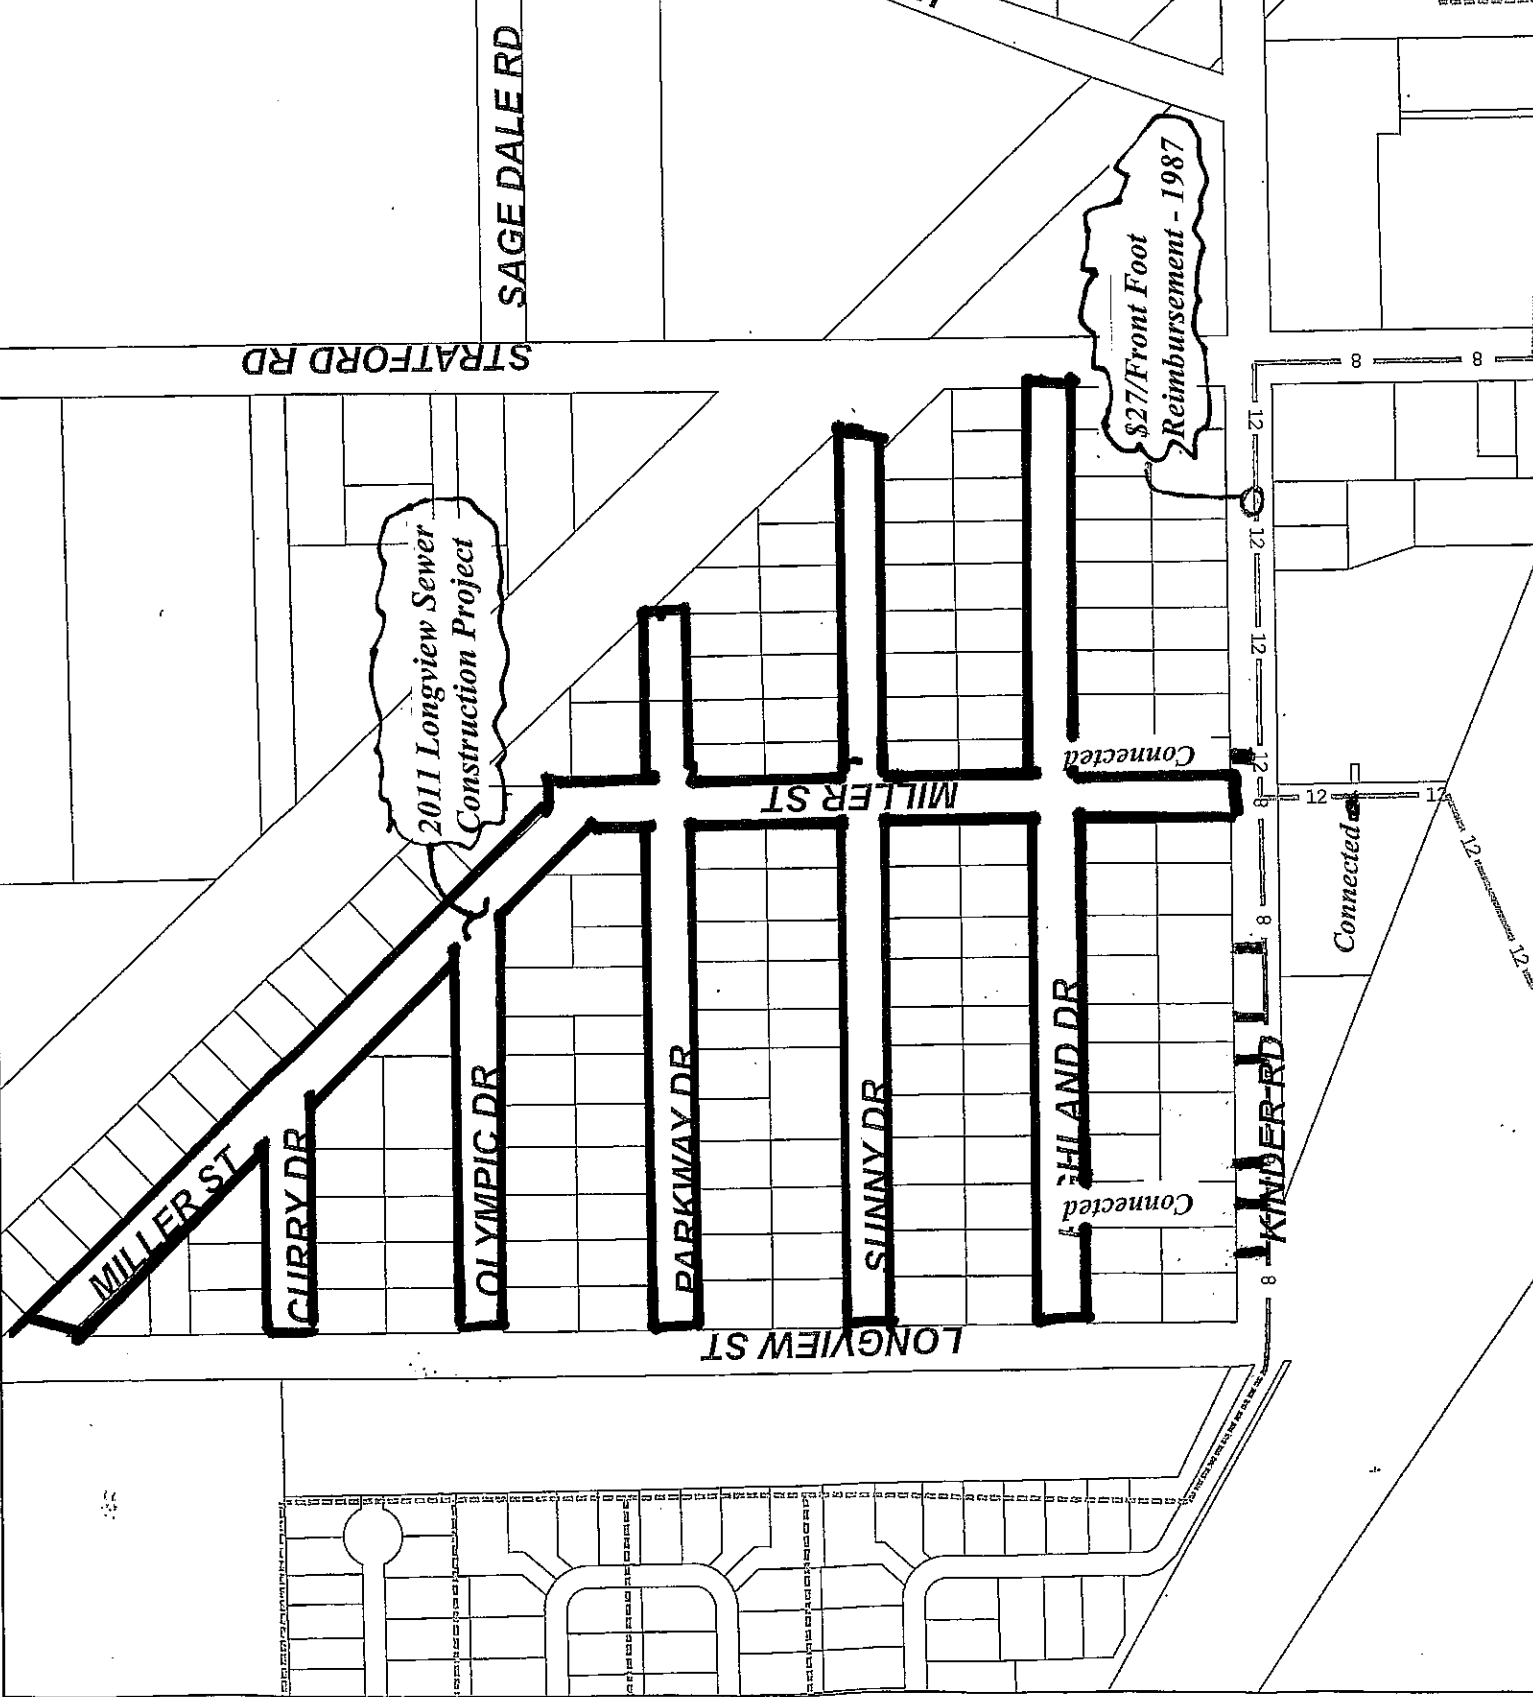 SAGE DALE RD
STRATFORD RD
$27/Front Foot
Reimbursement - 1987
2011 Longview Sewer
Construction Project
8
8
12
12
12
12
12
12
12
12
8
8
8
Connected
Connected
Connected
MILLER ST
MILLER ST
CURRY DR
OLYMPIC DR
PARKWAY DR
SUNNY DR
HLAND DR
KINDER RD
LONGVIEW ST